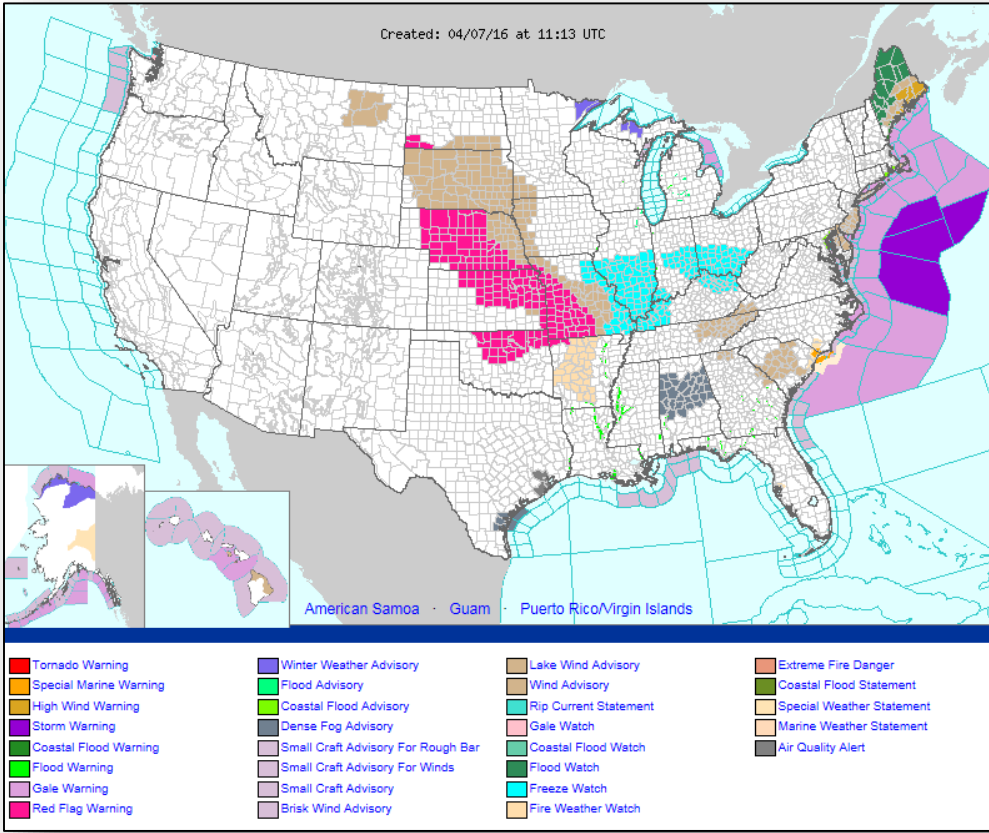 Created: 04/07/16 at 11:13 UTC
American Samoa · Guam · Puerto Rico/Virgin Islands
Tornado Warning
Special Marine Warning
High Wind Warning
Storm Warning
Coastal Flood Warning
Flood Warning
Gale Warning
Red Flag Warning
Winter Weather Advisory
Flood Advisory
Coastal Flood Advisory
Dense Fog Advisory
Small Craft Advisory For Rough Bar
Small Craft Advisory For Winds
Small Craft Advisory
Brisk Wind Advisory
Lake Wind Advisory
Wind Advisory
Rip Current Statement
Gale Watch
Coastal Flood Watch
Flood Watch
Freeze Watch
Fire Weather Watch
Extreme Fire Danger
Coastal Flood Statement
Special Weather Statement
Marine Weather Statement
Air Quality Alert